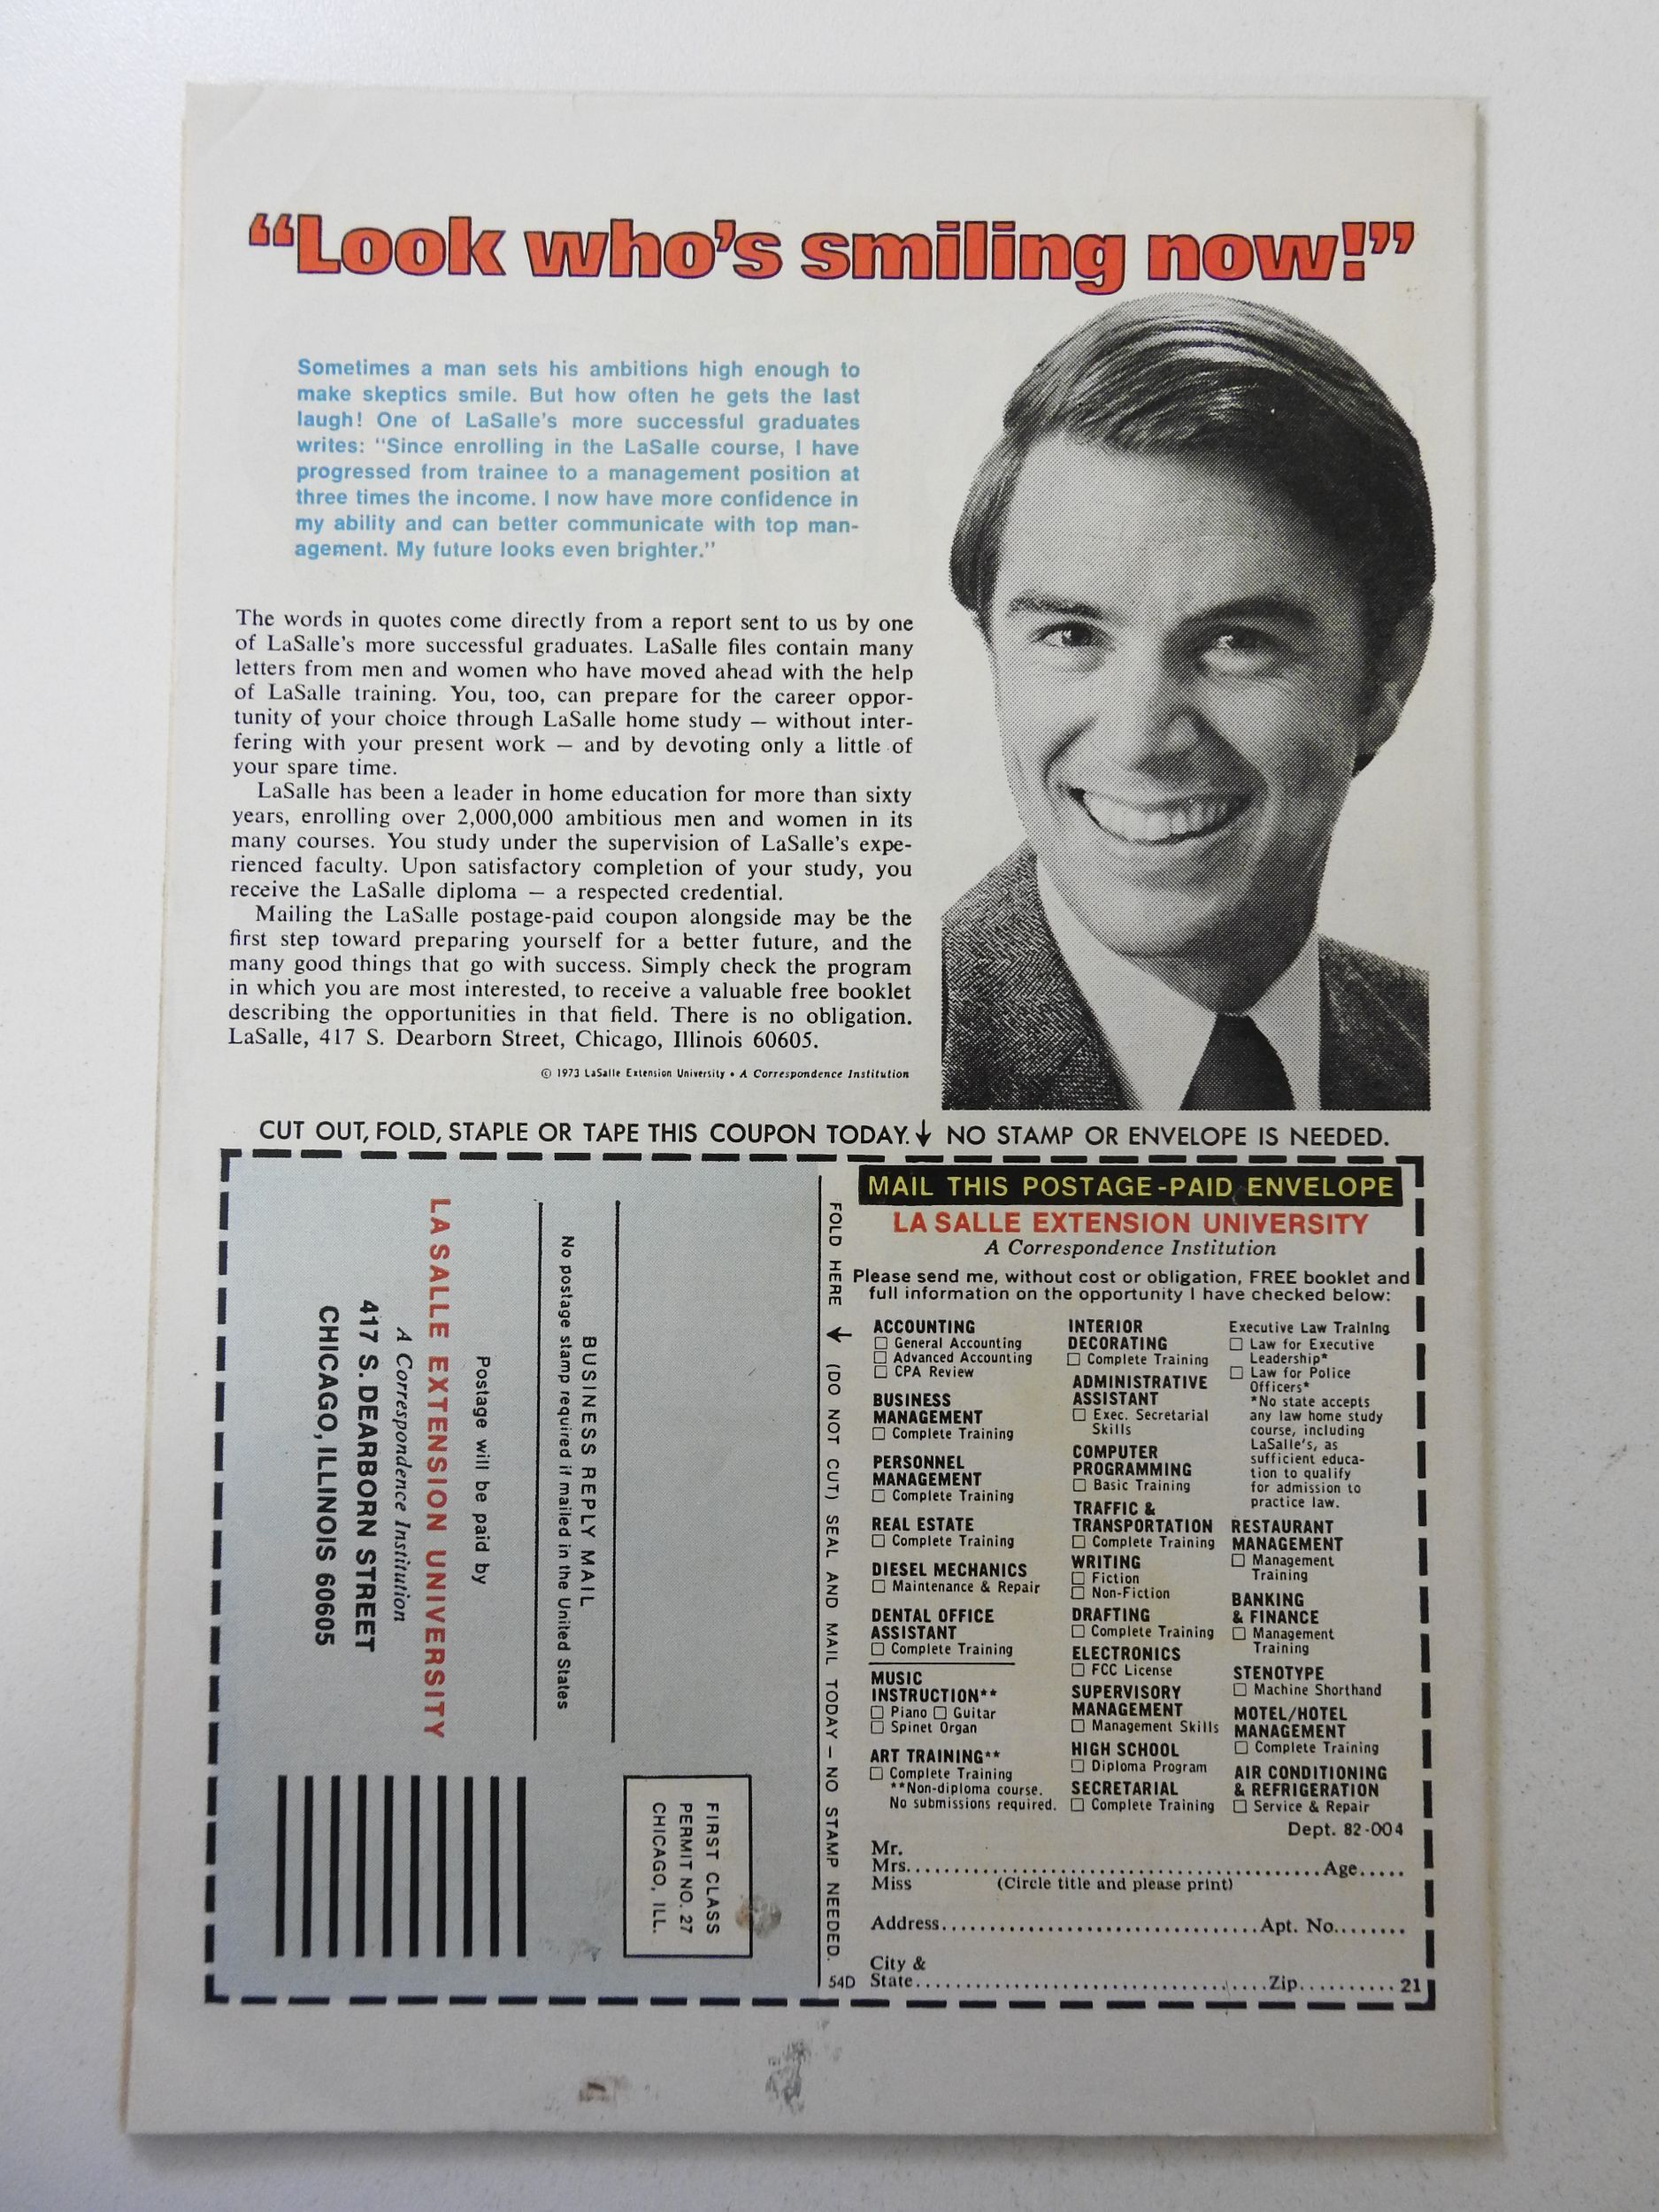 “Look who’s smiling now!”
Sometimes a man sets his ambitions high enough to
make skeptics smile. But how often he gets the last
laugh! One of LaSalle’s more successful graduates
writes: “Since enrolling in the LaSalle course, I have
progressed from trainee to a management position at
three times the income. I now have more confidence in
my ability and can better communicate with top man-
agement. My future looks even brighter.”
The words in quotes come directly from a report sent to us by one
of LaSalle’s more successful graduates. LaSalle files contain many
letters from men and women who have moved ahead with the help
of LaSalle training. You, too, can prepare for the career oppor-
tunity of your choice through LaSalle home study — without inter-
fering with your present work — and by devoting only a little of
your spare time.
LaSalle has been a leader in home education for more than sixty
years, enrolling over 2,000,000 ambitious men and women in its
many courses. You study under the supervision of LaSalle’s expe-
rienced faculty. Upon satisfactory completion of your study, you
receive the LaSalle diploma — a respected credential.
Mailing the LaSalle postage-paid coupon alongside may be the
first step toward preparing yourself for a better future, and the
many good things that go with success. Simply check the program
in which you are most interested, to receive a valuable free booklet
describing the opportunities in that field. There is no obligation.
LaSalle, 417 S. Dearborn Street, Chicago, Illinois 60605.
© 1973 LaSalle Extension University • A Correspondence Institution
CUT OUT, FOLD, STAPLE OR TAPE THIS COUPON TODAY.↓ NO STAMP OR ENVELOPE IS NEEDED.
FIRST CLASS
PERMIT NO. 27
CHICAGO, ILL.
BUSINESS REPLY MAIL
No postage stamp required if mailed in the United States
Postage will be paid by
LA SALLE EXTENSION UNIVERSITY
A Correspondence Institution
417 S. DEARBORN STREET
CHICAGO, ILLINOIS 60605
FOLD HERE ↓ (DO NOT CUT) SEAL AND MAIL TODAY — NO STAMP NEEDED.
54D
MAIL THIS POSTAGE-PAID ENVELOPE
LA SALLE EXTENSION UNIVERSITY
A Correspondence Institution
Please send me, without cost or obligation, FREE booklet and
full information on the opportunity I have checked below:
ACCOUNTING
☐ General Accounting
☐ Advanced Accounting
☐ CPA Review
BUSINESS
MANAGEMENT
☐ Complete Training
PERSONNEL
MANAGEMENT
☐ Complete Training
REAL ESTATE
☐ Complete Training
DIESEL MECHANICS
☐ Maintenance & Repair
DENTAL OFFICE
ASSISTANT
☐ Complete Training
MUSIC
INSTRUCTION**
☐ Piano ☐ Guitar
☐ Spinet Organ
ART TRAINING**
☐ Complete Training
**Non-diploma course.
No submissions required.
INTERIOR
DECORATING
☐ Complete Training
ADMINISTRATIVE
ASSISTANT
☐ Exec. Secretarial
Skills
COMPUTER
PROGRAMMING
☐ Basic Training
TRAFFIC &
TRANSPORTATION
☐ Complete Training
WRITING
☐ Fiction
☐ Non-Fiction
DRAFTING
☐ Complete Training
ELECTRONICS
☐ FCC License
SUPERVISORY
MANAGEMENT
☐ Management Skills
HIGH SCHOOL
☐ Diploma Program
SECRETARIAL
☐ Complete Training
Executive Law Training
☐ Law for Executive
Leadership*
☐ Law for Police
Officers*
*No state accepts
any law home study
course, including
LaSalle’s, as
sufficient educa-
tion to qualify
for admission to
practice law.
RESTAURANT
MANAGEMENT
☐ Management
Training
BANKING
& FINANCE
☐ Management
Training
STENOTYPE
☐ Machine Shorthand
MOTEL/HOTEL
MANAGEMENT
☐ Complete Training
AIR CONDITIONING
& REFRIGERATION
☐ Service & Repair
Dept. 82-004
Mr.
Mrs. Age
Miss (Circle title and please print)
Address Apt. No.
City &
State Zip 21